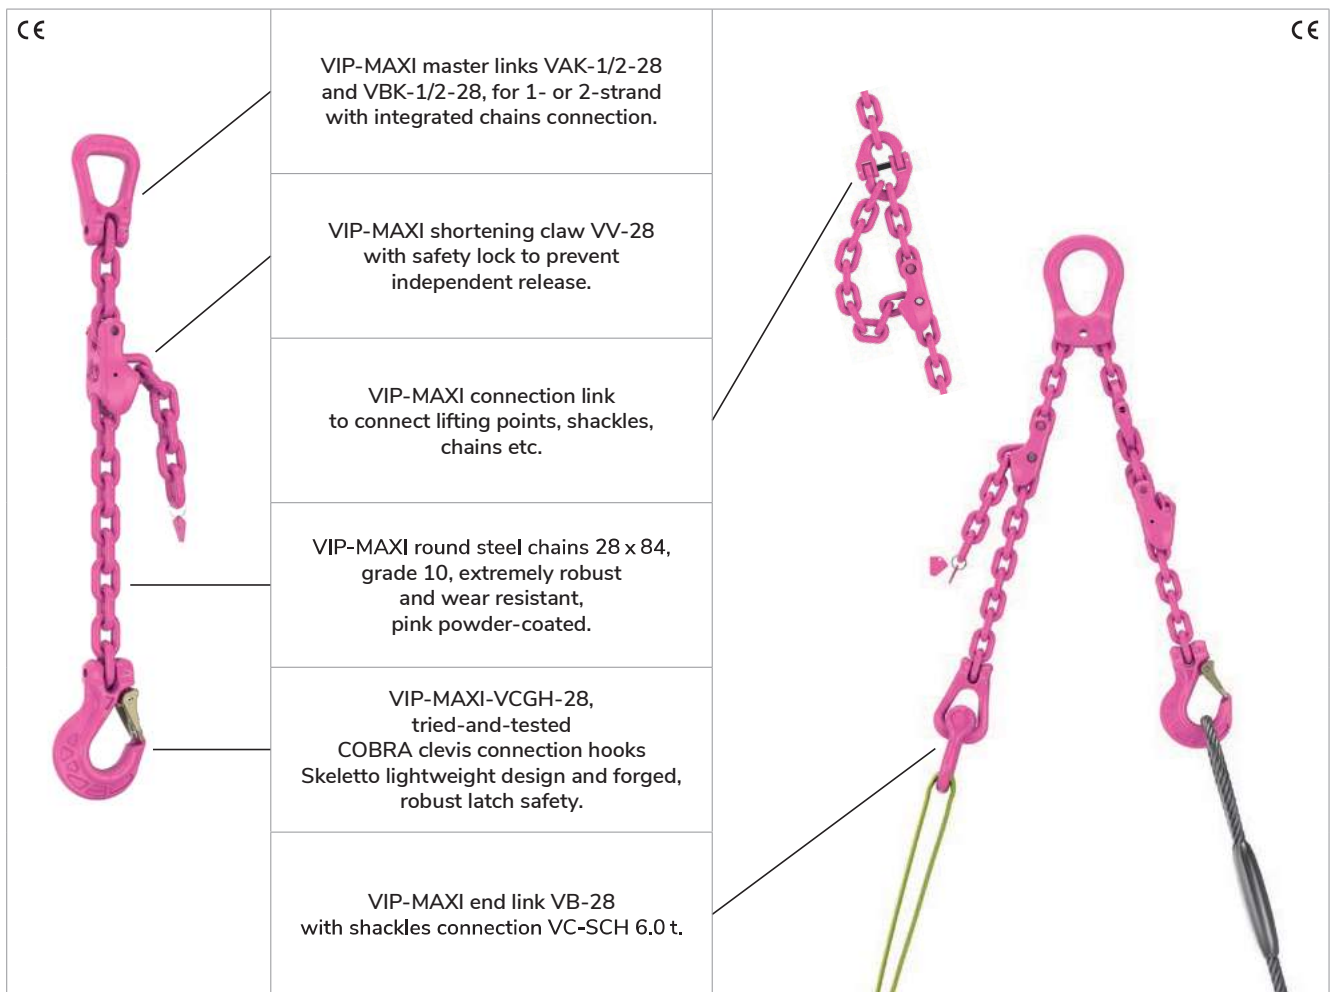 CE
VIP-MAXI master links VAK-1/2-28
and VBK-1/2-28, for 1- or 2-strand
with integrated chains connection.
VIP-MAXI shortening claw VV-28
with safety lock to prevent
independent release.
VIP-MAXI connection link
to connect lifting points, shackles,
chains etc.
VIP-MAXI round steel chains 28 x 84,
grade 10, extremely robust
and wear resistant,
pink powder-coated.
VIP-MAXI-VCGH-28,
tried-and-tested
COBRA clevis connection hooks
Skeletto lightweight design and forged,
robust latch safety.
VIP-MAXI end link VB-28
with shackles connection VC-SCH 6.0 t.
CE